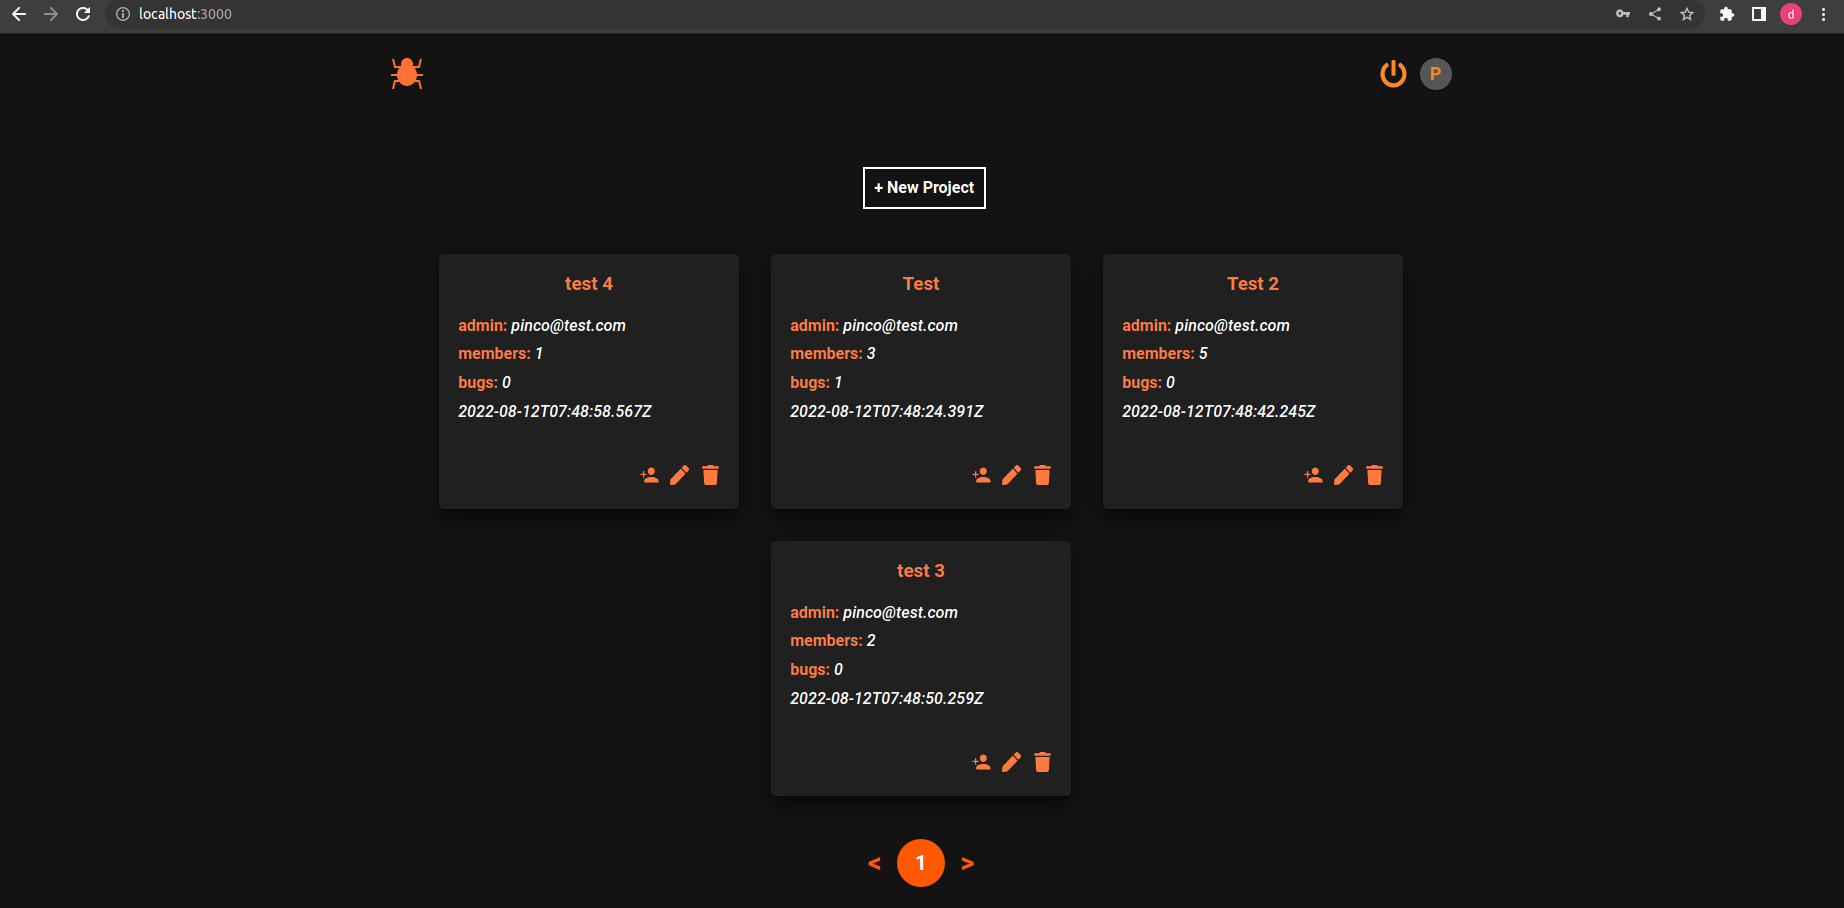 localhost:3000
d
P
+ New Project
test 4
admin: pinco@test.com
members: 1
bugs: 0
2022-08-12T07:48:58.567Z
Test
admin: pinco@test.com
members: 3
bugs: 1
2022-08-12T07:48:24.391Z
Test 2
admin: pinco@test.com
members: 5
bugs: 0
2022-08-12T07:48:42.245Z
test 3
admin: pinco@test.com
members: 2
bugs: 0
2022-08-12T07:48:50.259Z
< 1 >